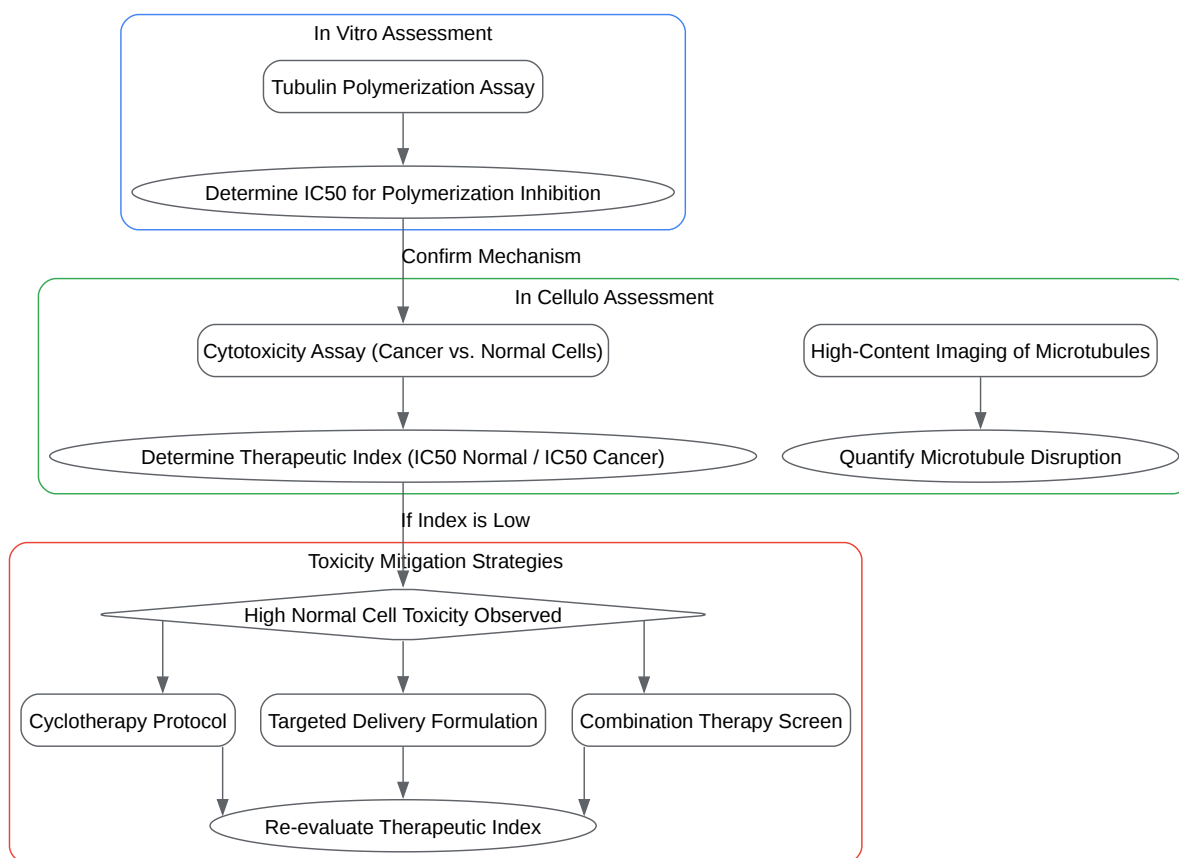 In Vitro Assessment
Tubulin Polymerization Assay
Determine IC50 for Polymerization Inhibition
Confirm Mechanism
In Cellulo Assessment
Cytotoxicity Assay (Cancer vs. Normal Cells)
High-Content Imaging of Microtubules
Determine Therapeutic Index (IC50 Normal / IC50 Cancer)
Quantify Microtubule Disruption
If Index is Low
Toxicity Mitigation Strategies
High Normal Cell Toxicity Observed
Cyclotherapy Protocol
Targeted Delivery Formulation
Combination Therapy Screen
Re-evaluate Therapeutic Index